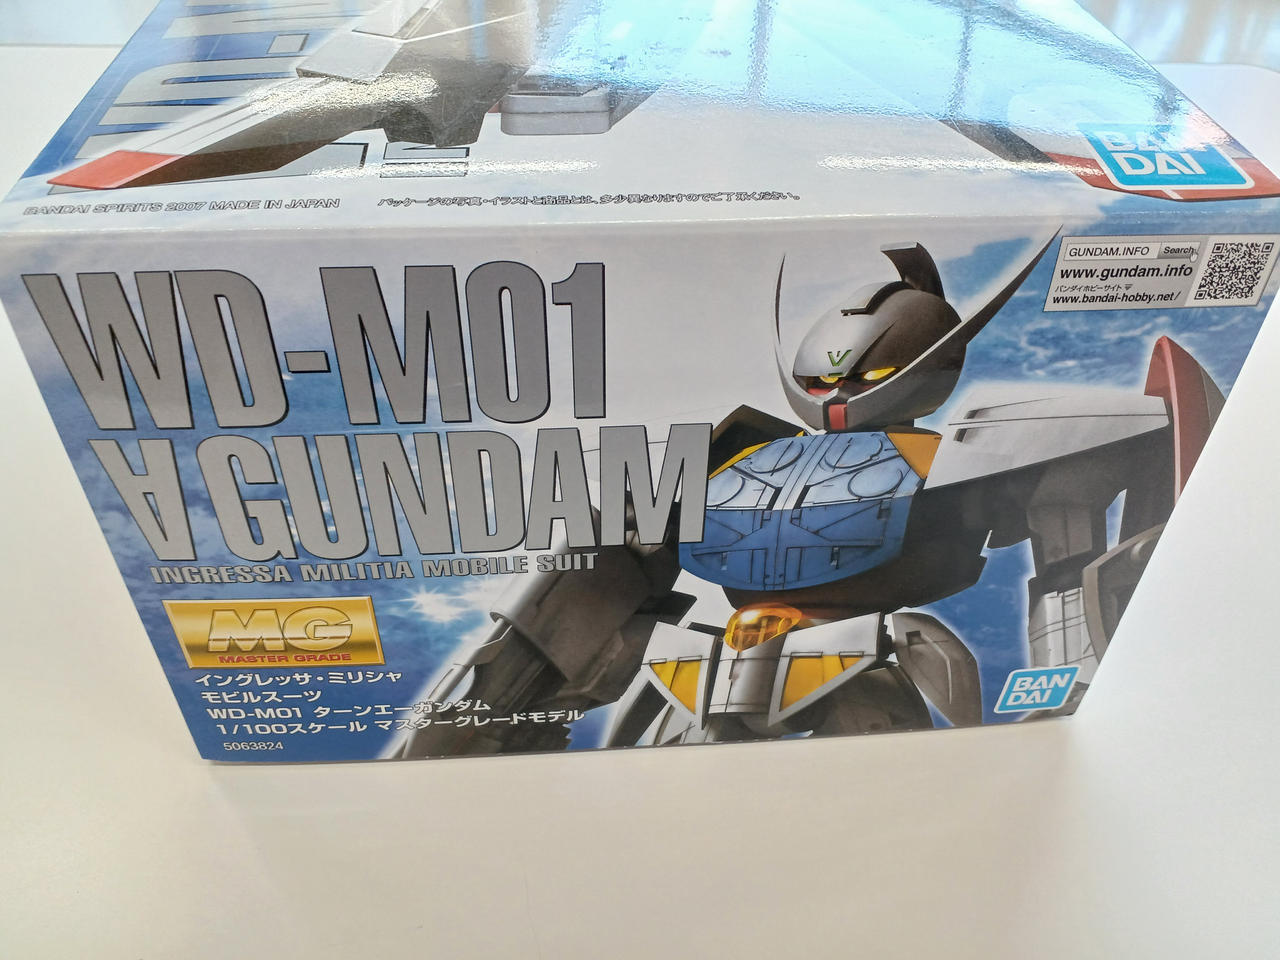 BAN
DAI
BANDAI SPIRITS 2007 MADE IN JAPAN
パッケージの写真・イラストと商品とは、多少異なりますのでご了承ください。
GUNDAM.INFO Search
www.gundam.info
バンダイホビーサイト
www.bandai-hobby.net/
WD-M01
∀GUNDAM
INGRESSA MILITIA MOBILE SUIT
MG
MASTER GRADE
イングレッサ・ミリシャ
モビルスーツ
WD-M01 ターンエーガンダム
1/100スケール マスターグレードモデル
5063824
BAN
DAI